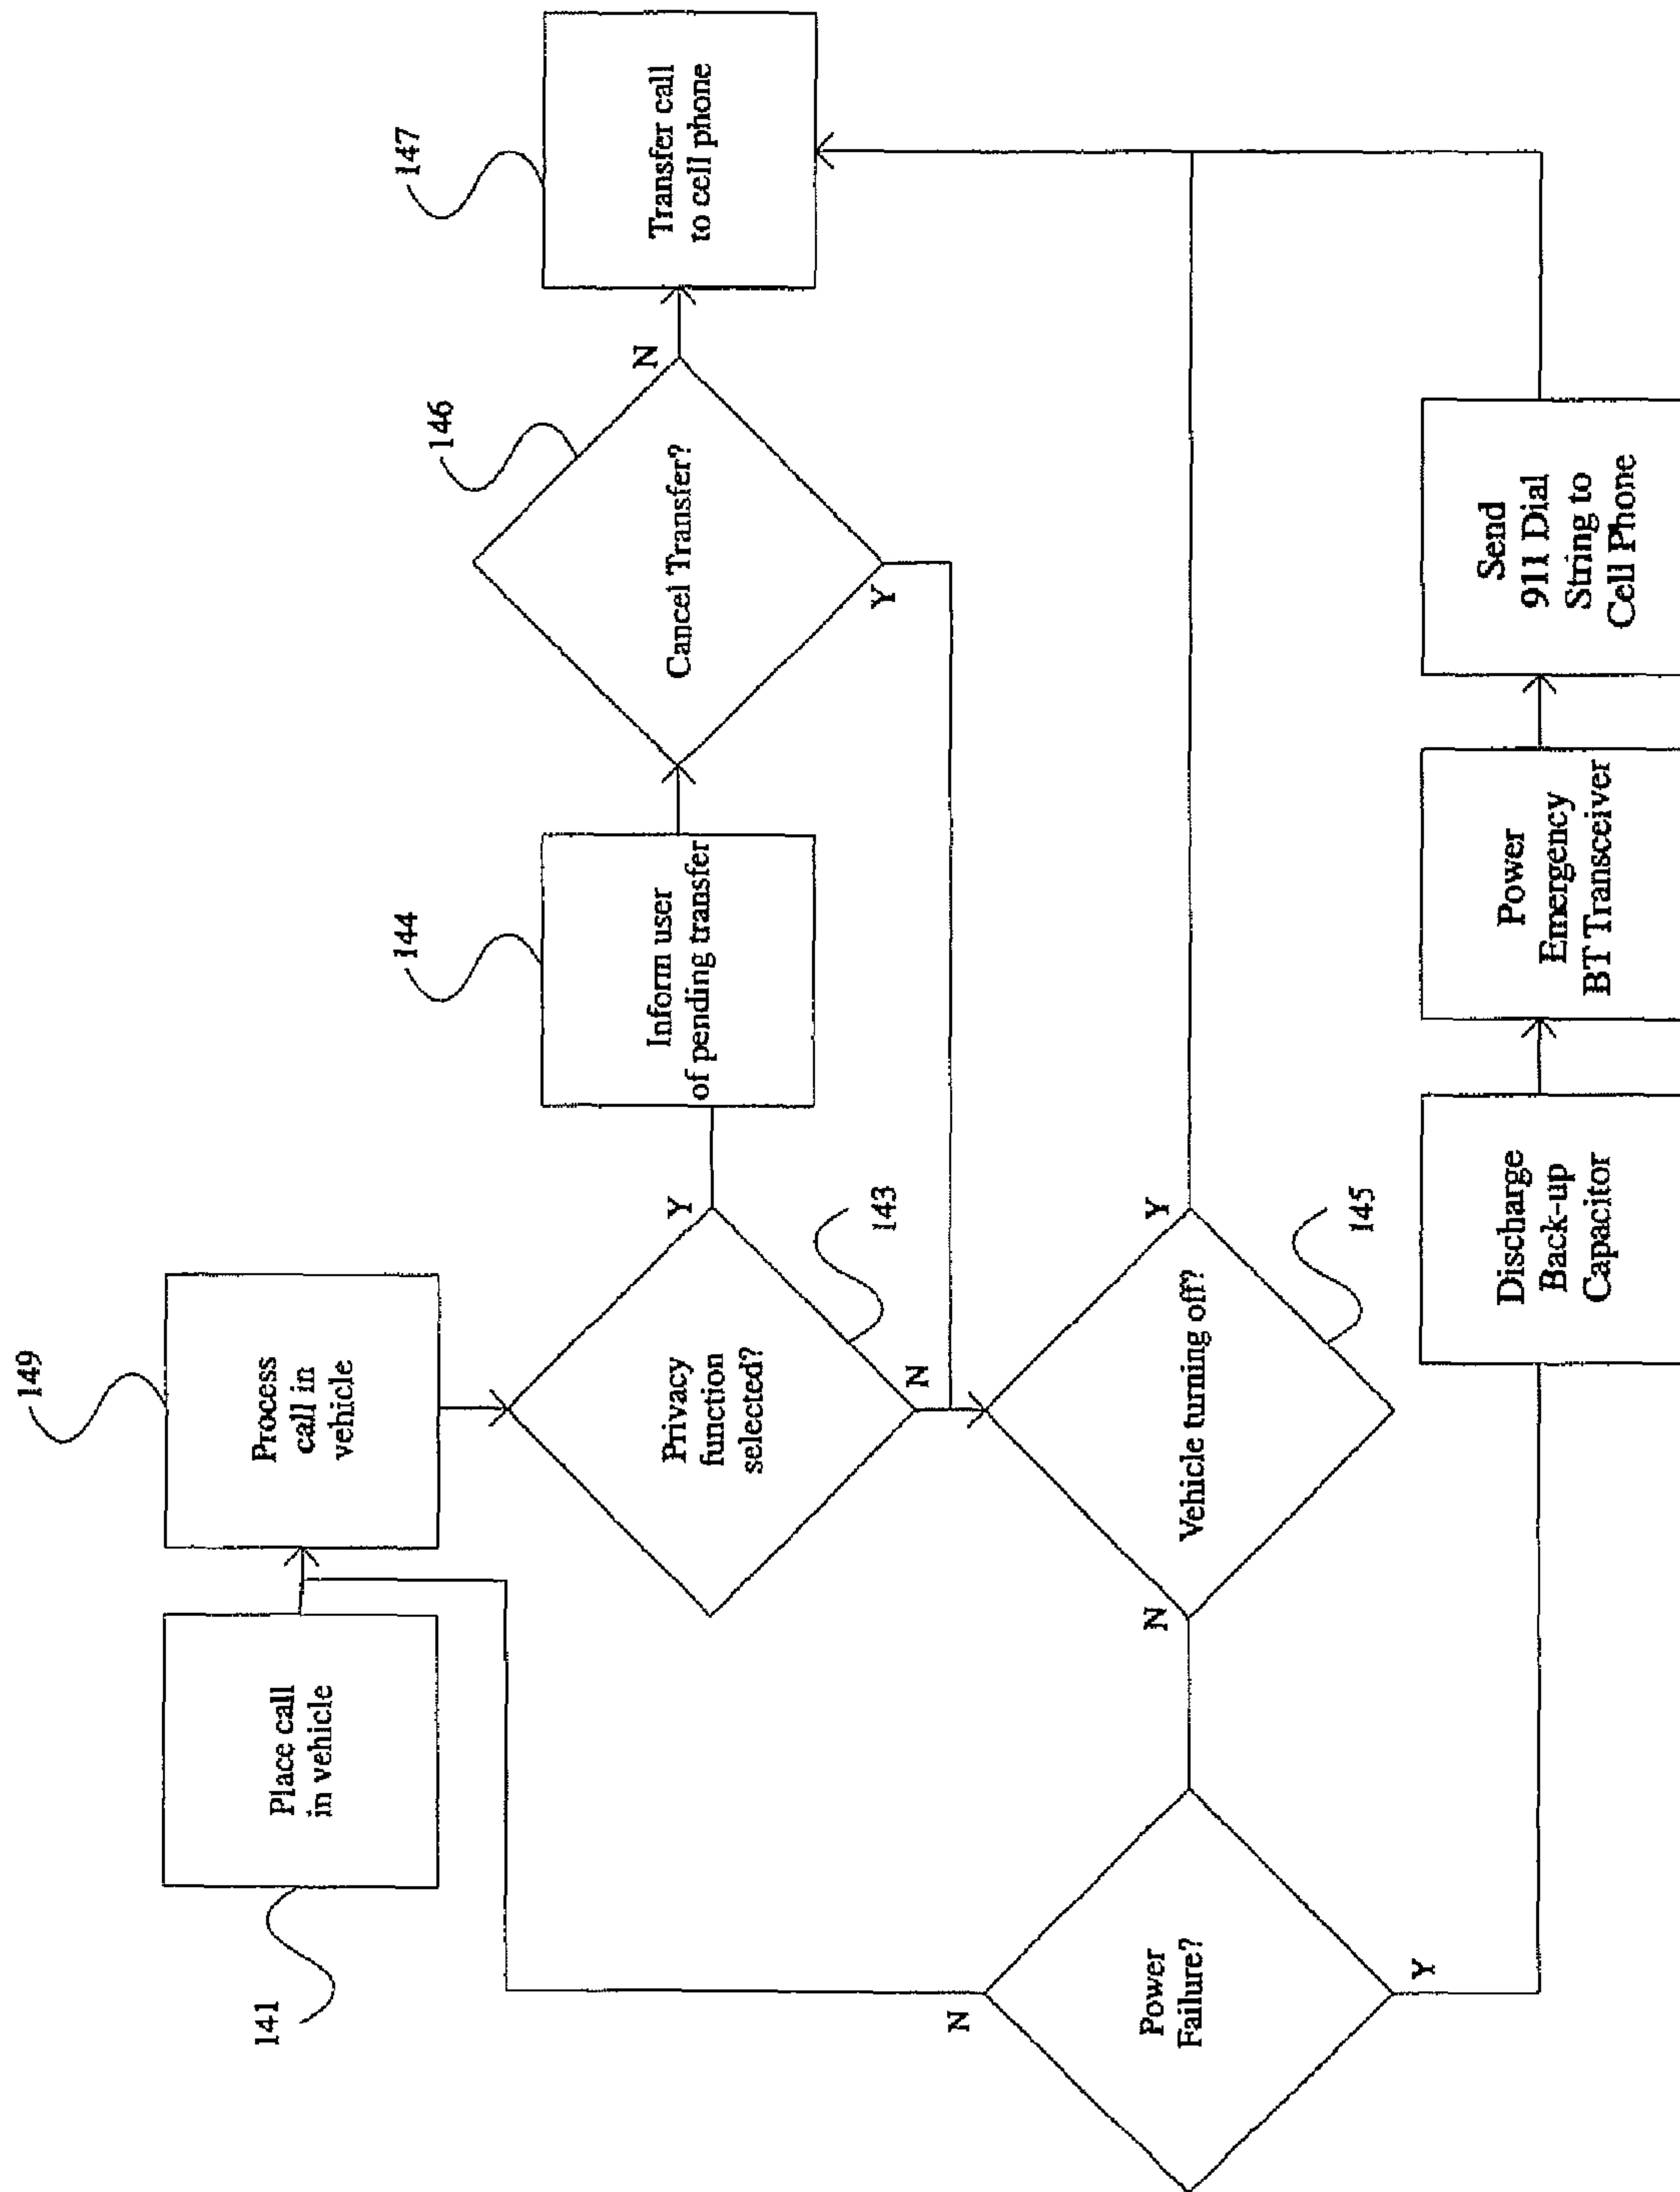 141
Place call
in vehicle
149
Process
call in
vehicle
Privacy
function
selected?
143
Y
N
144
Inform user
of pending transfer
146
Cancel Transfer?
N
Y
147
Transfer call
to cell phone
Vehicle turning off?
145
Y
N
Power
Failure?
N
Y
Discharge
Back-up
Capacitor
Power
Emergency
BT Transceiver
Send
911 Dial
String to
Cell Phone